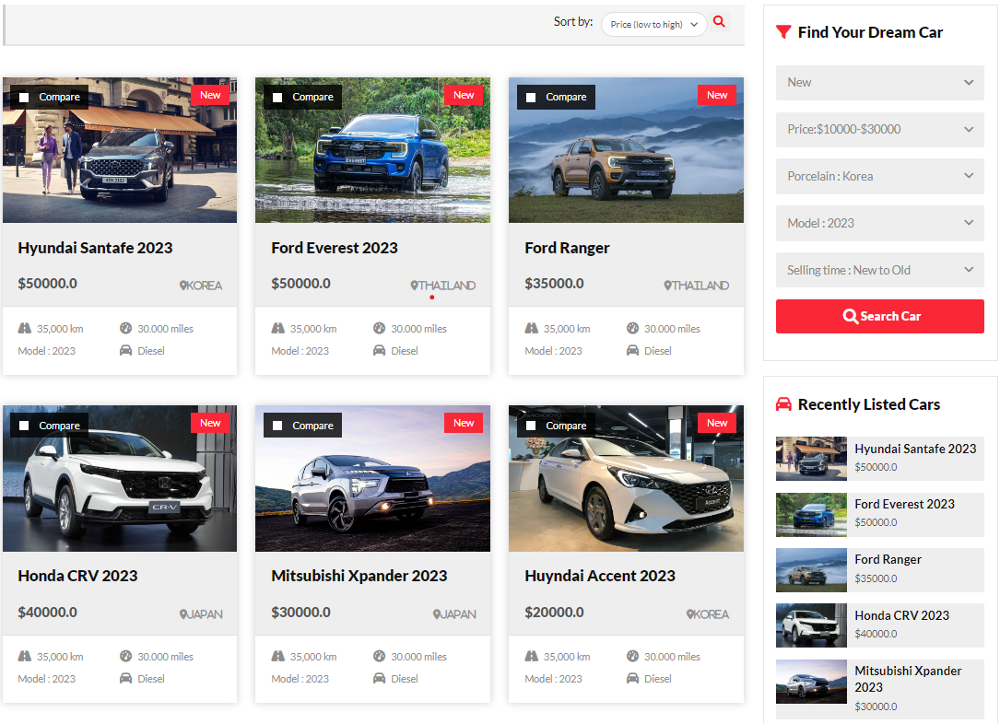 Sort by: Price (low to high)
Compare New
Compare New
Compare New
Hyundai Santafe 2023
$50000.0 KOREA
35,000 km 30.000 miles
Model : 2023 Diesel
Ford Everest 2023
$50000.0 THAILAND
35,000 km 30.000 miles
Model : 2023 Diesel
Ford Ranger
$35000.0 THAILAND
35,000 km 30.000 miles
Model : 2023 Diesel
Compare New
CR-V
Compare New
Compare New
Accent
Honda CRV 2023
$40000.0 JAPAN
35,000 km 30.000 miles
Model : 2023 Diesel
Mitsubishi Xpander 2023
$30000.0 JAPAN
35,000 km 30.000 miles
Model : 2023 Diesel
Huyndai Accent 2023
$20000.0 KOREA
35,000 km 30.000 miles
Model : 2023 Diesel
Find Your Dream Car
New
Price:$10000-$30000
Porcelain : Korea
Model : 2023
Selling time : New to Old
Search Car
Recently Listed Cars
Hyundai Santafe 2023
$50000.0
Ford Everest 2023
$50000.0
Ford Ranger
$35000.0
Honda CRV 2023
$40000.0
Mitsubishi Xpander
2023
$30000.0